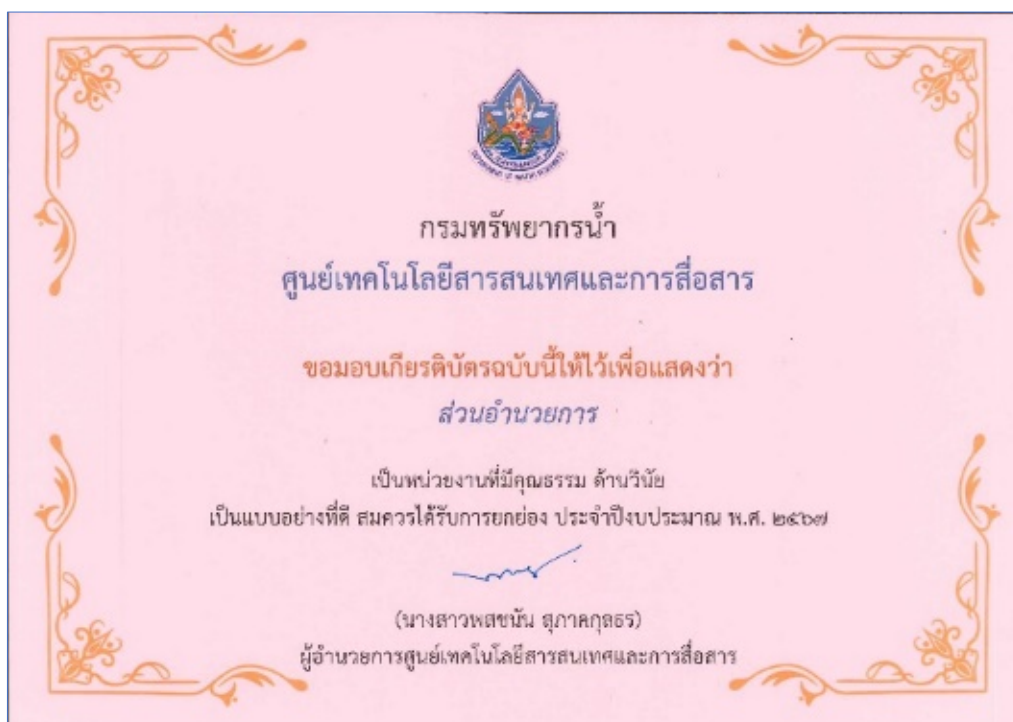 กรมทรัพยากรน้ำ
ศูนย์เทคโนโลยีสารสนเทศและการสื่อสาร
ขอมอบเกียรติบัตรฉบับนี้ให้ไว้เพื่อแสดงว่า
ส่วนอำนวยการ
เป็นหน่วยงานที่มีคุณธรรม ด้านวินัย
เป็นแบบอย่างที่ดี สมควรได้รับการยกย่อง ประจำปีงบประมาณ พ.ศ. ๒๕๖๗
(นางสาวพสชนัน สุภาคกุลธร)
ผู้อำนวยการศูนย์เทคโนโลยีสารสนเทศและการสื่อสาร